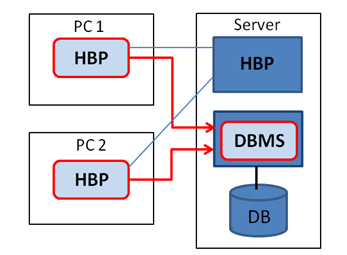 PC 1
HBP
PC 2
HBP
Server
HBP
DBMS
DB